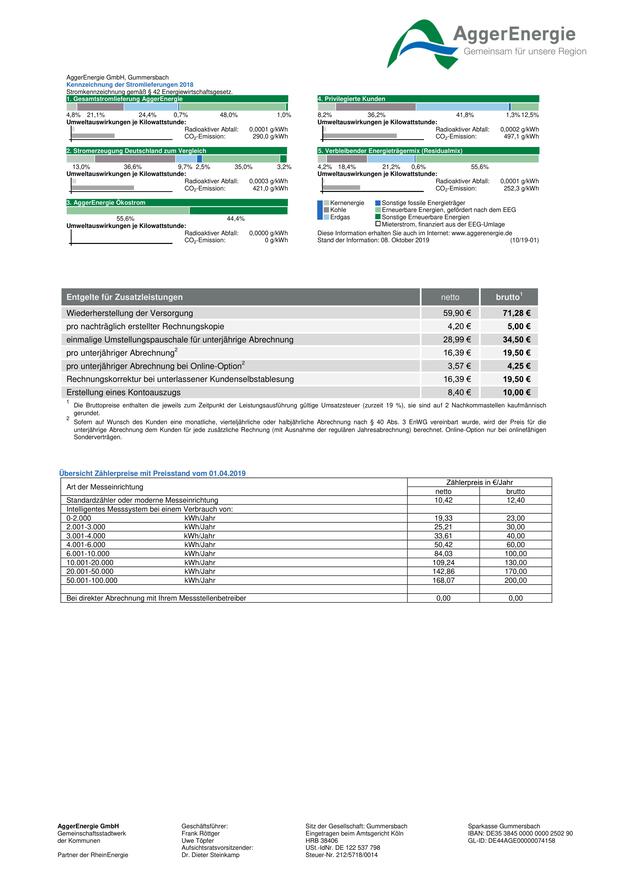 AggerEnergie
Gemeinsam für unsere Region
AggerEnergie GmbH, Gummersbach
Kennzeichnung der Stromlieferungen 2018
Stromkennzeichnung gemäß § 42 Energiewirtschaftsgesetz.
1. Gesamtstromlieferung AggerEnergie
4,8% 21,1% 24,4% 0,7% 48,0% 1,0%
Umweltauswirkungen je Kilowattstunde:
Radioaktiver Abfall: 0,0001 g/kWh
CO2-Emission: 290,0 g/kWh
2. Stromerzeugung Deutschland zum Vergleich
13,0% 36,6% 9,7% 2,5% 35,0% 3,2%
Umweltauswirkungen je Kilowattstunde:
Radioaktiver Abfall: 0,0003 g/kWh
CO2-Emission: 421,0 g/kWh
3. AggerEnergie Ökostrom
55,6% 44,4%
Umweltauswirkungen je Kilowattstunde:
Radioaktiver Abfall: 0,0000 g/kWh
CO2-Emission: 0 g/kWh
4. Privilegierte Kunden
8,2% 36,2% 41,8% 1,3% 12,5%
Umweltauswirkungen je Kilowattstunde:
Radioaktiver Abfall: 0,0002 g/kWh
CO2-Emission: 497,1 g/kWh
5. Verbleibender Energieträgermix (Residualmix)
4,2% 18,4% 21,2% 0,6% 55,6%
Umweltauswirkungen je Kilowattstunde:
Radioaktiver Abfall: 0,0001 g/kWh
CO2-Emission: 252,3 g/kWh
Kernenergie Sonstige fossile Energieträger
Kohle Erneuerbare Energien, gefördert nach dem EEG
Erdgas Sonstige Erneuerbare Energien
Mieterstrom, finanziert aus der EEG-Umlage
Diese Information erhalten Sie auch im Internet: www.aggerenergie.de
Stand der Information: 08. Oktober 2019 (10/19-01)
Entgelte für Zusatzleistungen netto brutto1
Wiederherstellung der Versorgung 59,90 € 71,28 €
pro nachträglich erstellter Rechnungskopie 4,20 € 5,00 €
einmalige Umstellungspauschale für unterjährige Abrechnung 28,99 € 34,50 €
pro unterjähriger Abrechnung2 16,39 € 19,50 €
pro unterjähriger Abrechnung bei Online-Option2 3,57 € 4,25 €
Rechnungskorrektur bei unterlassener Kundenselbstablesung 16,39 € 19,50 €
Erstellung eines Kontoauszugs 8,40 € 10,00 €
1 Die Bruttopreise enthalten die jeweils zum Zeitpunkt der Leistungsausführung gültige Umsatzsteuer (zurzeit 19 %), sie sind auf 2 Nachkommastellen kaufmännisch
gerundet.
2 Sofern auf Wunsch des Kunden eine monatliche, vierteljährliche oder halbjährliche Abrechnung nach § 40 Abs. 3 EnWG vereinbart wurde, wird der Preis für die
unterjährige Abrechnung dem Kunden für jede zusätzliche Rechnung (mit Ausnahme der regulären Jahresabrechnung) berechnet. Online-Option nur bei onlinefähigen
Sonderverträgen.
Übersicht Zählerpreise mit Preisstand vom 01.04.2019
Art der Messeinrichtung Zählerpreis in €/Jahr
netto brutto
Standardzähler oder moderne Messeinrichtung 10,42 12,40
Intelligentes Messsystem bei einem Verbrauch von:
0-2.000 kWh/Jahr 19,33 23,00
2.001-3.000 kWh/Jahr 25,21 30,00
3.001-4.000 kWh/Jahr 33,61 40,00
4.001-6.000 kWh/Jahr 50,42 60,00
6.001-10.000 kWh/Jahr 84,03 100,00
10.001-20.000 kWh/Jahr 109,24 130,00
20.001-50.000 kWh/Jahr 142,86 170,00
50.001-100.000 kWh/Jahr 168,07 200,00
Bei direkter Abrechnung mit Ihrem Messstellenbetreiber 0,00 0,00
AggerEnergie GmbH
Gemeinschaftsstadtwerk
der Kommunen
Partner der RheinEnergie
Geschäftsführer:
Frank Röttger
Uwe Töpfer
Aufsichtsratsvorsitzender:
Dr. Dieter Steinkamp
Sitz der Gesellschaft: Gummersbach
Eingetragen beim Amtsgericht Köln
HRB 38406
USt.-IdNr. DE 122 537 798
Steuer-Nr. 212/5718/0014
Sparkasse Gummersbach
IBAN: DE35 3845 0000 0000 2502 90
GL-ID: DE44AGE00000074158